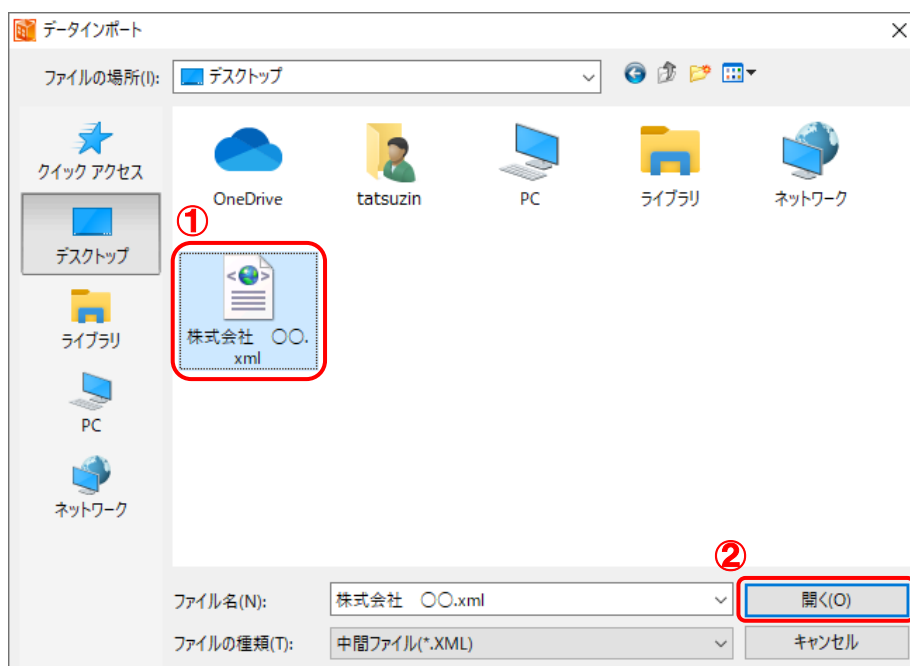 データインポート
ファイルの場所(I):
デスクトップ
クイック アクセス
デスクトップ
ライブラリ
PC
ネットワーク
OneDrive
tatsuzin
PC
ライブラリ
ネットワーク
①
株式会社　○○.
xml
②
ファイル名(N):
株式会社　○○.xml
開く(O)
ファイルの種類(T):
中間ファイル(*.XML)
キャンセル